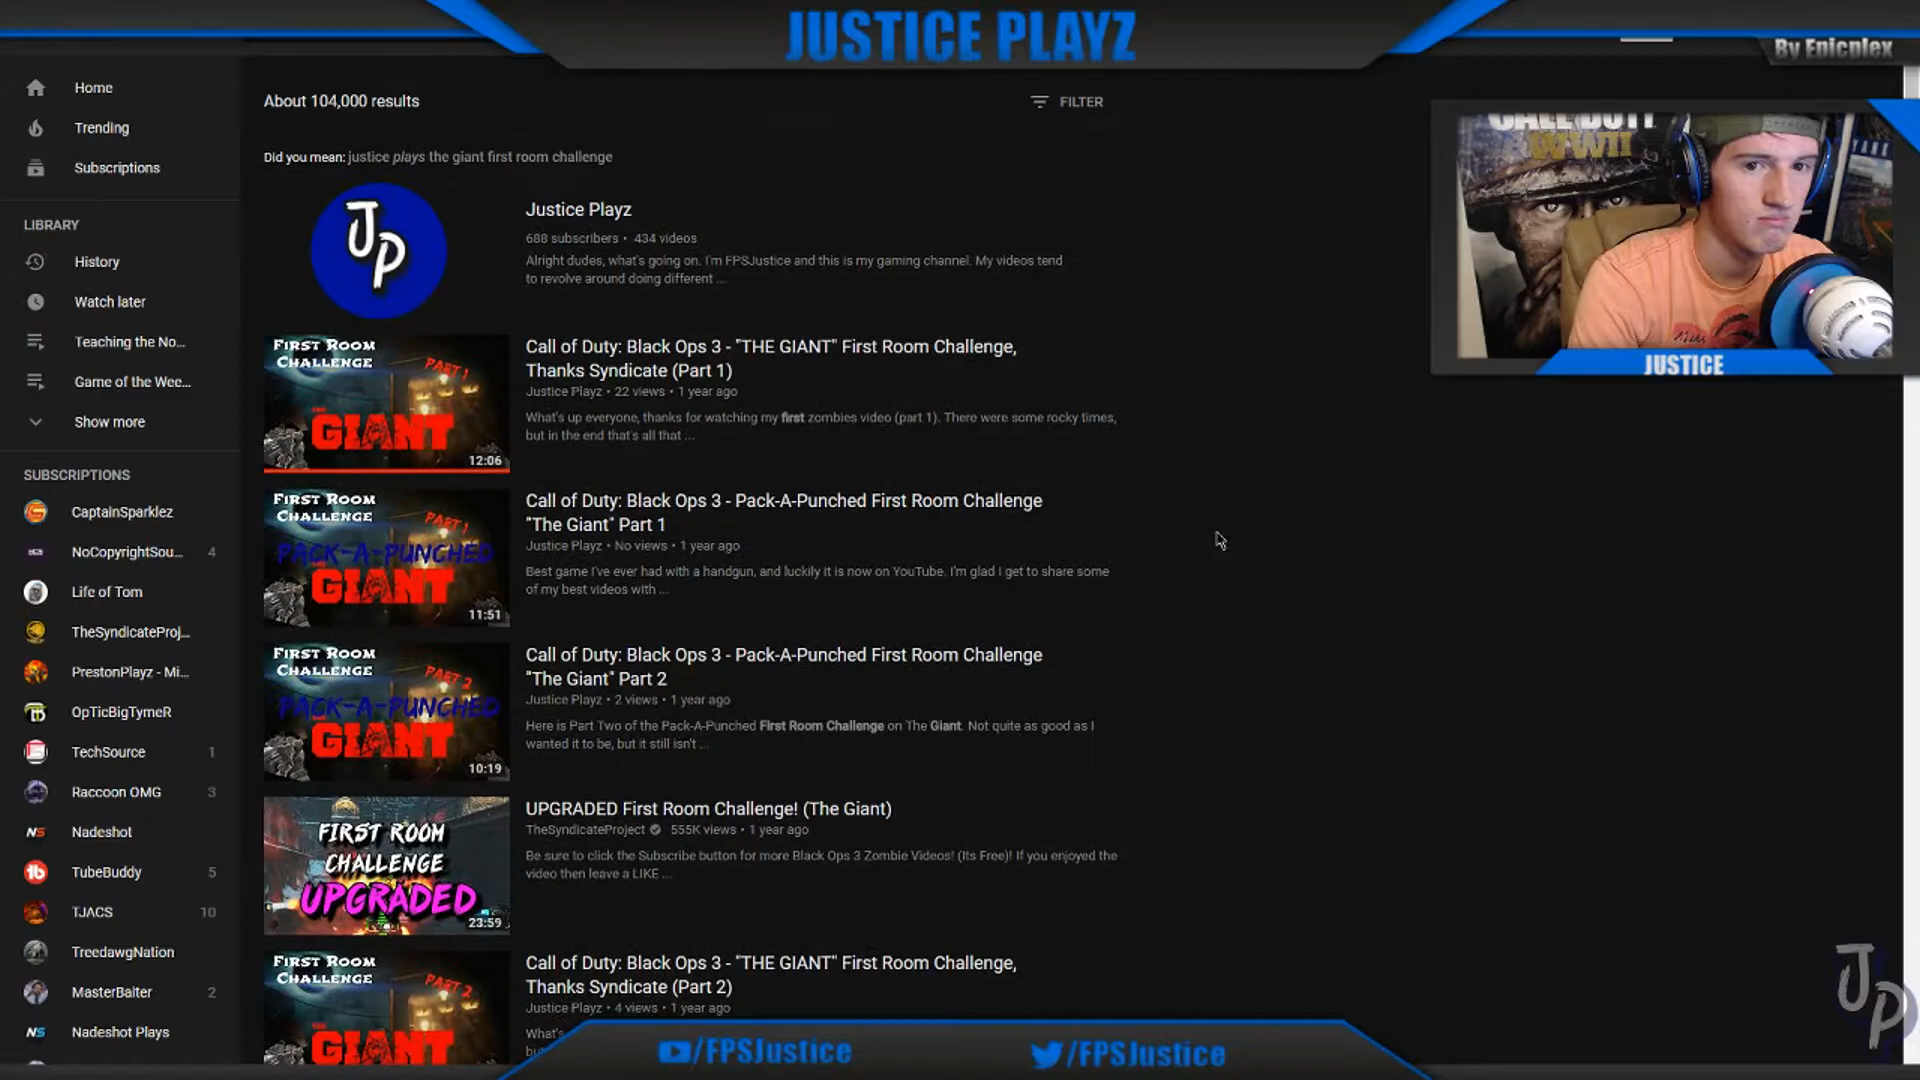 JUSTICE PLAYZ
By Epicplex
Home
Trending
Subscriptions
LIBRARY
History
Watch later
Teaching the No...
Game of the Wee...
Show more
SUBSCRIPTIONS
CaptainSparklez
NoCopyrightSou... 4
Life of Tom
TheSyndicateProj...
PrestonPlayz - Mi...
OpTicBigTymeR
TechSource 1
Raccoon OMG 3
NS Nadeshot
TubeBuddy 5
TJACS 10
TreedawgNation
MasterBaiter 2
NS Nadeshot Plays
About 104,000 results
FILTER
Did you mean: justice plays the giant first room challenge
JP
Justice Playz
688 subscribers • 434 videos
Alright dudes, what's going on. I'm FPSJustice and this is my gaming channel. My videos tend
to revolve around doing different ...
FIRST ROOM
CHALLENGE
PART 1
THE
GIANT
12:06
Call of Duty: Black Ops 3 - "THE GIANT" First Room Challenge,
Thanks Syndicate (Part 1)
Justice Playz • 22 views • 1 year ago
What's up everyone, thanks for watching my first zombies video (part 1). There were some rocky times,
but in the end that's all that ...
FIRST ROOM
CHALLENGE
PART 1
PACK-A-PUNCHED
GIANT
11:51
Call of Duty: Black Ops 3 - Pack-A-Punched First Room Challenge
"The Giant" Part 1
Justice Playz • No views • 1 year ago
Best game I've ever had with a handgun, and luckily it is now on YouTube. I'm glad I get to share some
of my best videos with ...
FIRST ROOM
CHALLENGE
PART 2
PACK-A-PUNCHED
GIANT
10:19
Call of Duty: Black Ops 3 - Pack-A-Punched First Room Challenge
"The Giant" Part 2
Justice Playz • 2 views • 1 year ago
Here is Part Two of the Pack-A-Punched First Room Challenge on The Giant. Not quite as good as I
wanted it to be, but it still isn't ...
FIRST ROOM
CHALLENGE
UPGRADED
23:59
UPGRADED First Room Challenge! (The Giant)
TheSyndicateProject 555K views • 1 year ago
Be sure to click the Subscribe button for more Black Ops 3 Zombie Videos! (Its Free)! If you enjoyed the
video then leave a LIKE ...
FIRST ROOM
CHALLENGE
PART 2
THE
GIANT
Call of Duty: Black Ops 3 - "THE GIANT" First Room Challenge,
Thanks Syndicate (Part 2)
Justice Playz • 4 views • 1 year ago
What's
CALL OF DUTY
WWII
JUSTICE
/FPSJustice
/FPSJustice
JP